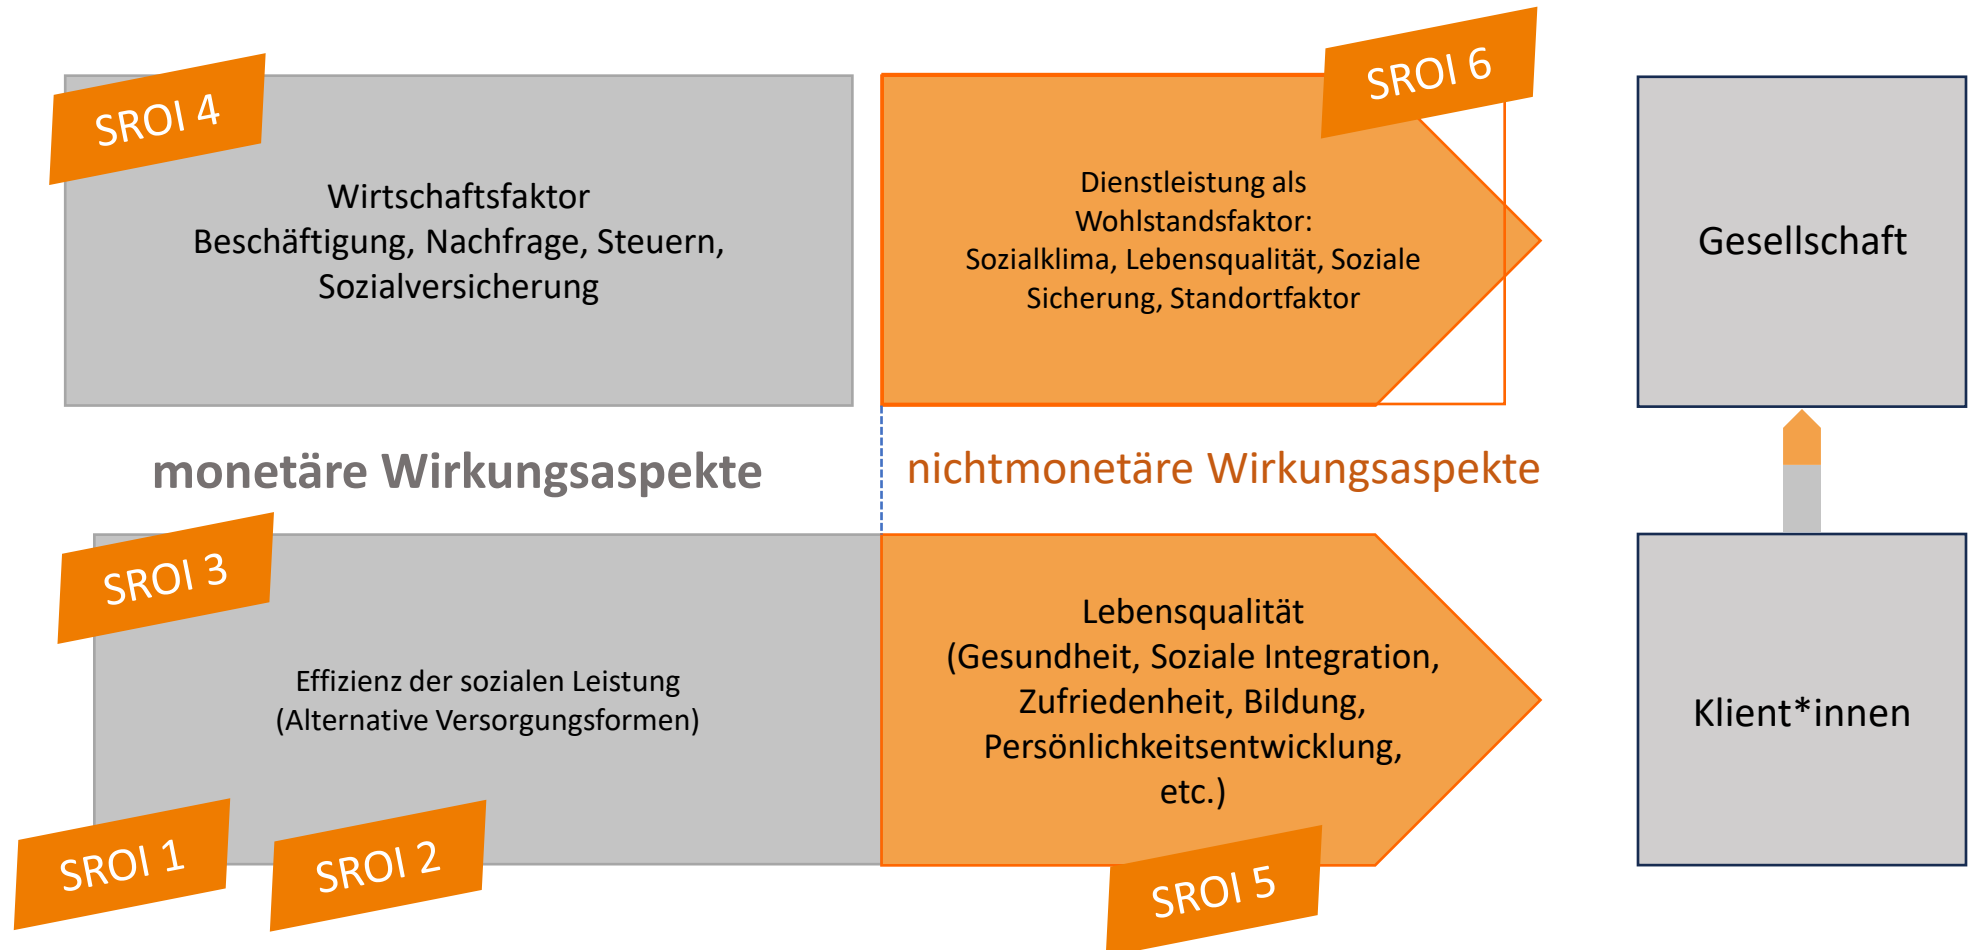 SROI 4
Wirtschaftsfaktor
Beschäftigung, Nachfrage, Steuern,
Sozialversicherung
SROI 6
Dienstleistung als
Wohlstandsfaktor:
Sozialklima, Lebensqualität, Soziale
Sicherung, Standortfaktor
Gesellschaft
monetäre Wirkungsaspekte
nichtmonetäre Wirkungsaspekte
SROI 3
Effizienz der sozialen Leistung
(Alternative Versorgungsformen)
SROI 1
SROI 2
Lebensqualität
(Gesundheit, Soziale Integration,
Zufriedenheit, Bildung,
Persönlichkeitsentwicklung,
etc.)
SROI 5
Klient*innen